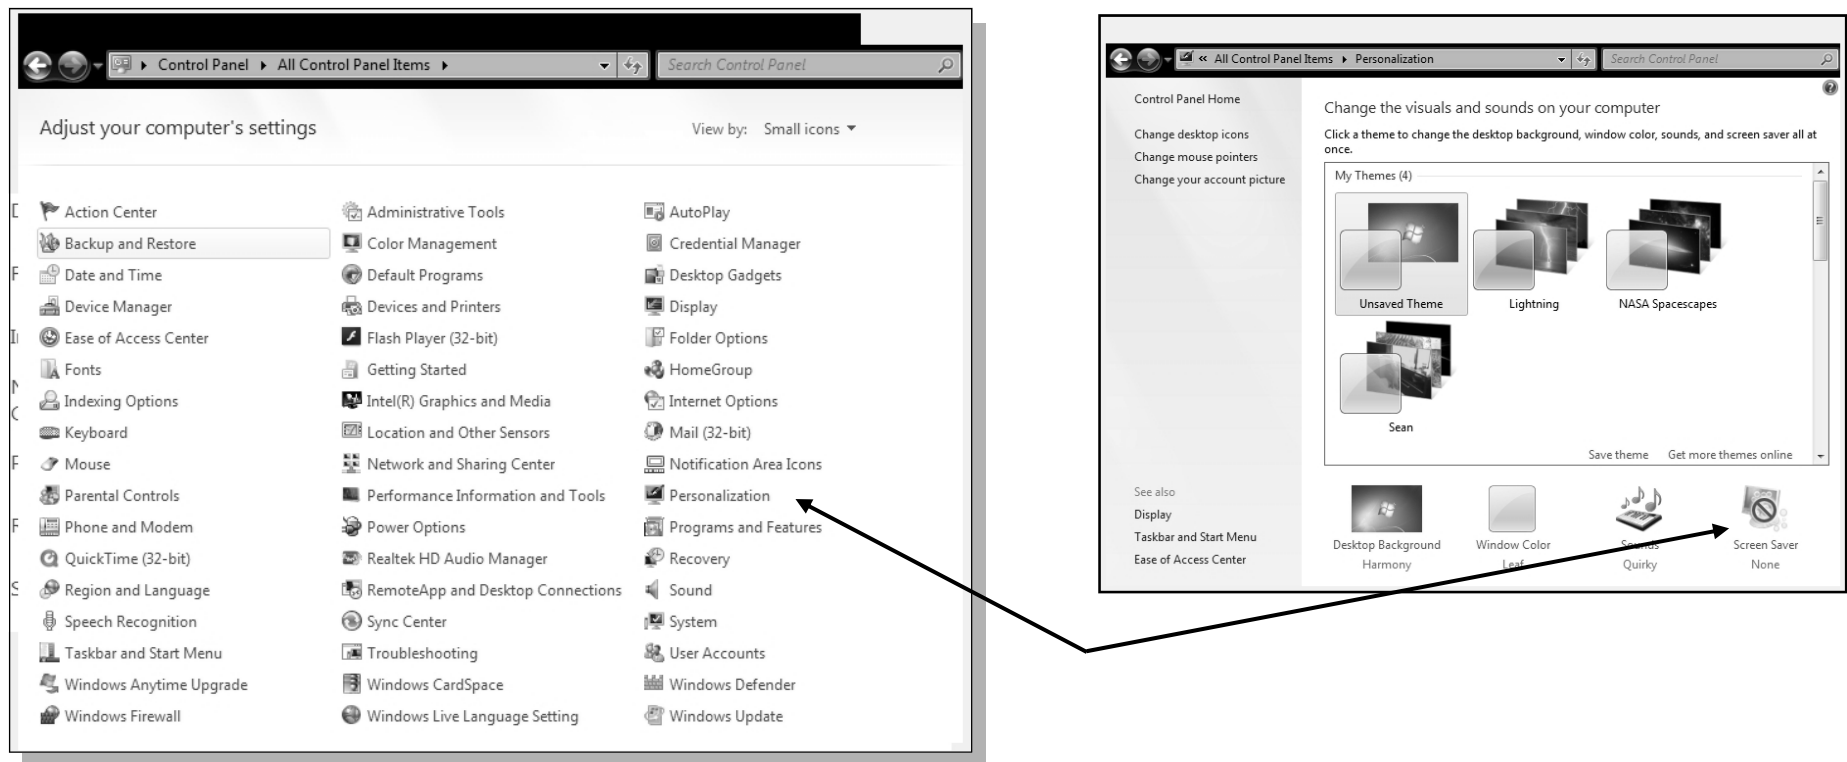 Control Panel All Control Panel Items Search Control Panel
Adjust your computer's settings
View by: Small icons
Action Center Administrative Tools AutoPlay
Backup and Restore Color Management Credential Manager
Date and Time Default Programs Desktop Gadgets
Device Manager Devices and Printers Display
Ease of Access Center Flash Player (32-bit) Folder Options
Fonts Getting Started HomeGroup
Indexing Options Intel(R) Graphics and Media Internet Options
Keyboard Location and Other Sensors Mail (32-bit)
Mouse Network and Sharing Center Notification Area Icons
Parental Controls Performance Information and Tools Personalization
Phone and Modem Power Options Programs and Features
QuickTime (32-bit) Realtek HD Audio Manager Recovery
Region and Language RemoteApp and Desktop Connections Sound
Speech Recognition Sync Center System
Taskbar and Start Menu Troubleshooting User Accounts
Windows Anytime Upgrade Windows CardSpace Windows Defender
Windows Firewall Windows Live Language Setting Windows Update
« All Control Panel Items Personalization Search Control Panel
Control Panel Home
Change desktop icons
Change mouse pointers
Change your account picture
See also
Display
Taskbar and Start Menu
Ease of Access Center
Change the visuals and sounds on your computer
Click a theme to change the desktop background, window color, sounds, and screen saver all at
once.
My Themes (4)
Unsaved Theme Lightning NASA Spacescapes
Sean
Save theme Get more themes online
Desktop Background Window Color Sounds Screen Saver
Harmony Leaf Quirky None